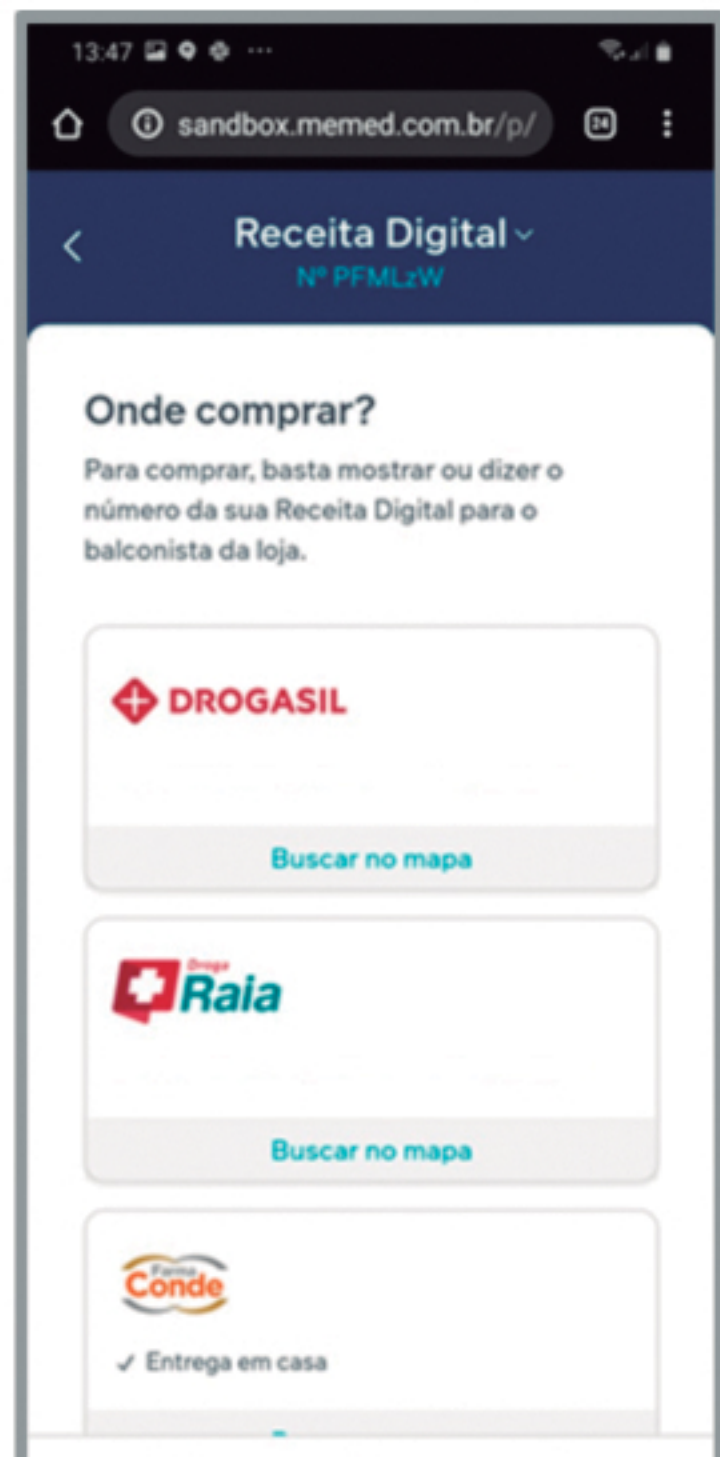 13:47
sandbox.memed.com.br/p/
24
Receita Digital
Nº PFMLzW
Onde comprar?
Para comprar, basta mostrar ou dizer o
número da sua Receita Digital para o
balconista da loja.
DROGASIL
Buscar no mapa
Droga
Raia
Buscar no mapa
Farma
Conde
✓ Entrega em casa